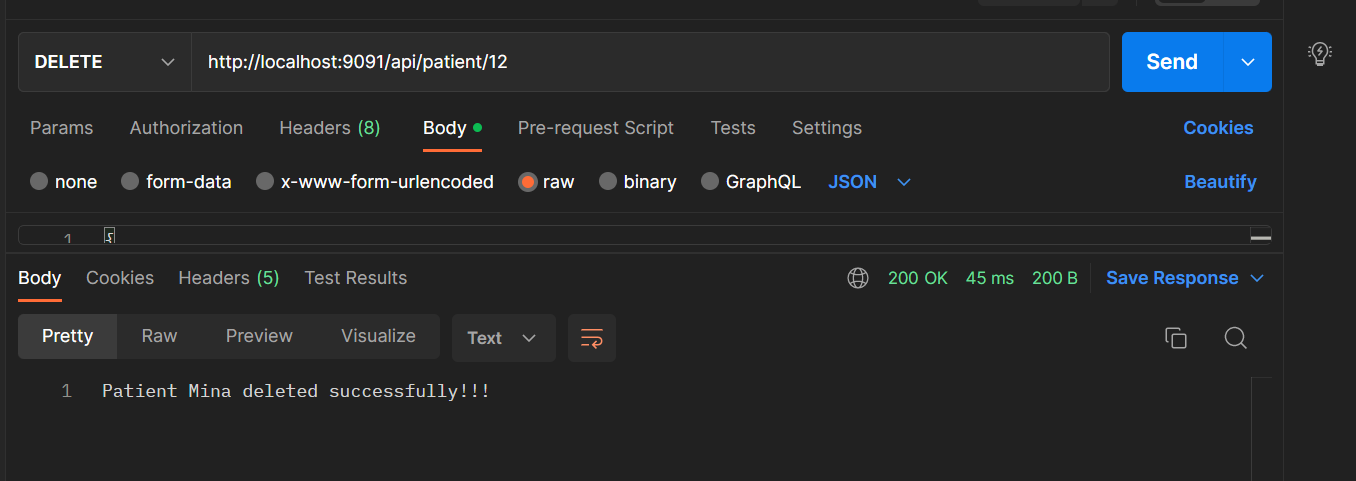 DELETE http://localhost:9091/api/patient/12 Send
Params Authorization Headers (8) Body Pre-request Script Tests Settings Cookies
none form-data x-www-form-urlencoded raw binary GraphQL JSON Beautify
1 {
Body Cookies Headers (5) Test Results 200 OK 45 ms 200 B Save Response
Pretty Raw Preview Visualize Text
1 Patient Mina deleted successfully!!!